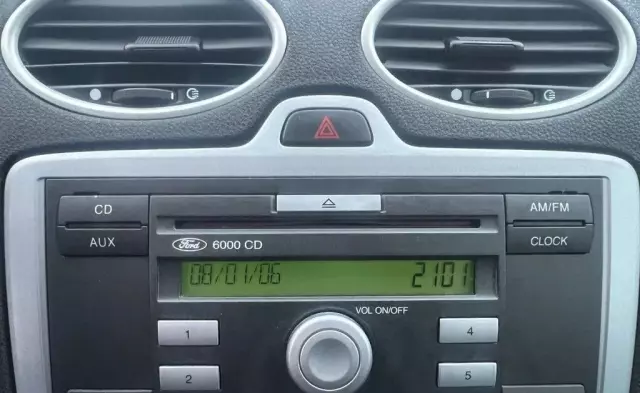 CD
AM/FM
AUX
Ford 6000 CD
CLOCK
08/01/06 2101
VOL ON/OFF
1
4
2
5